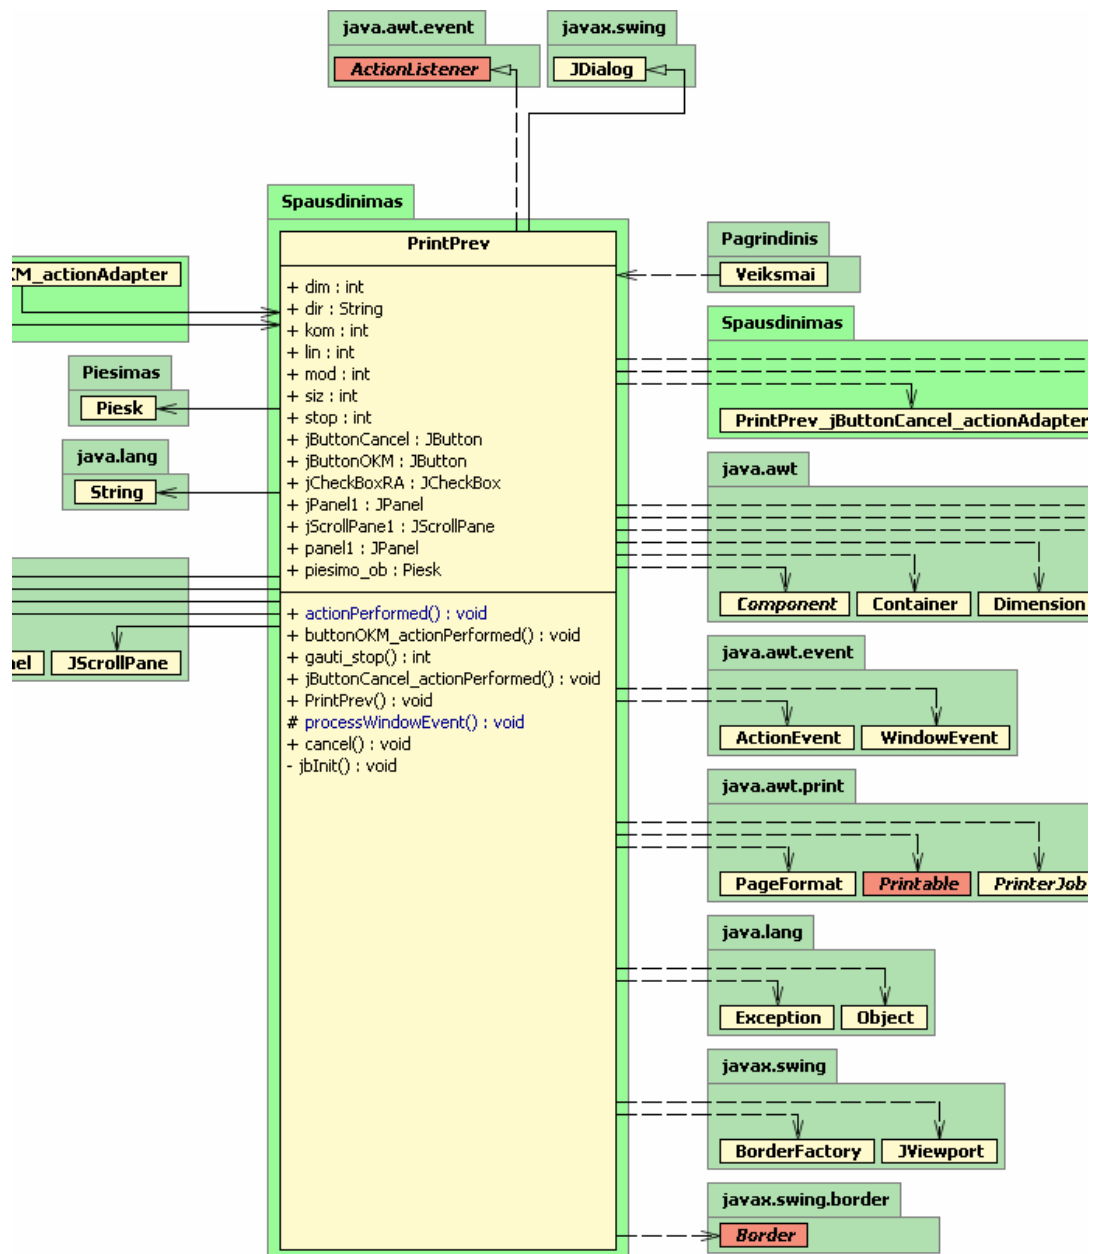 java.awt.event
ActionListener
javax.swing
JDialog
Spausdinimas
PrintPrev
+ dim : int
+ dir : String
+ kom : int
+ lin : int
+ mod : int
+ siz : int
+ stop : int
+ jButtonCancel : JButton
+ jButtonOKM : JButton
+ jCheckBoxRA : JCheckBox
+ jPanel1 : JPanel
+ jScrollPane1 : JScrollPane
+ panel1 : JPanel
+ piesimo_ob : Piesk
+ actionPerformed() : void
+ buttonOKM_actionPerformed() : void
+ gauti_stop() : int
+ jButtonCancel_actionPerformed() : void
+ PrintPrev() : void
# processWindowEvent() : void
+ cancel() : void
- jbInit() : void
KM_actionAdapter
Piesimas
Piesk
java.lang
String
nel
JScrollPane
Pagrindinis
Veiksmai
Spausdinimas
PrintPrev_jButtonCancel_actionAdapter
java.awt
Component
Container
Dimension
java.awt.event
ActionEvent
WindowEvent
java.awt.print
PageFormat
Printable
PrinterJob
java.lang
Exception
Object
javax.swing
BorderFactory
JViewport
javax.swing.border
Border